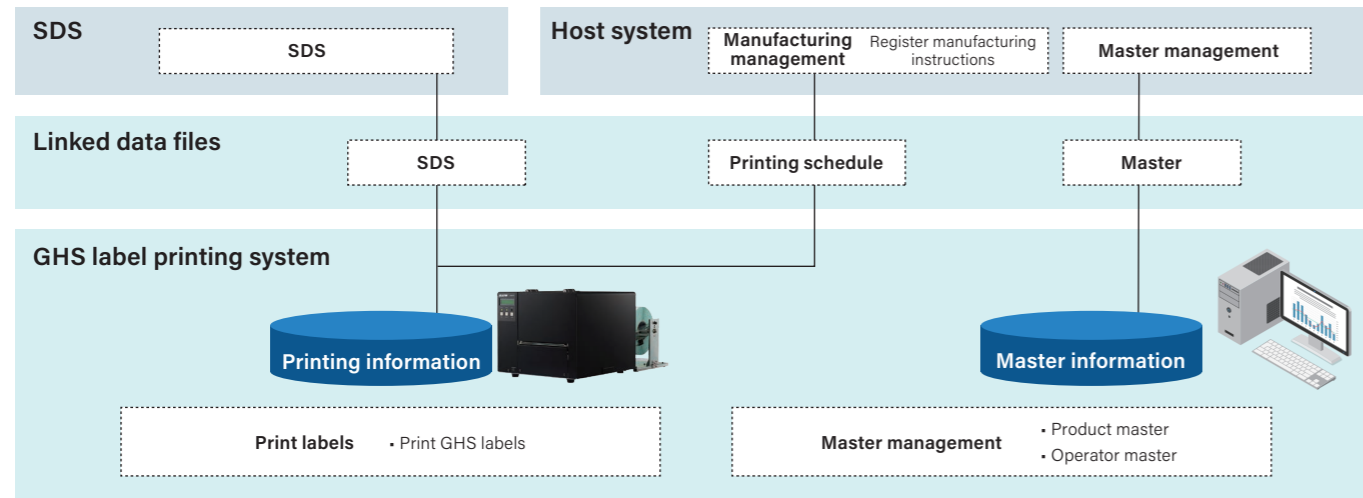 SDS
SDS
Host system
Manufacturing
management
Register manufacturing
instructions
Master management
Linked data files
SDS
Printing schedule
Master
GHS label printing system
Printing information
Master information
Print labels
▪ Print GHS labels
Master management
▪ Product master
▪ Operator master